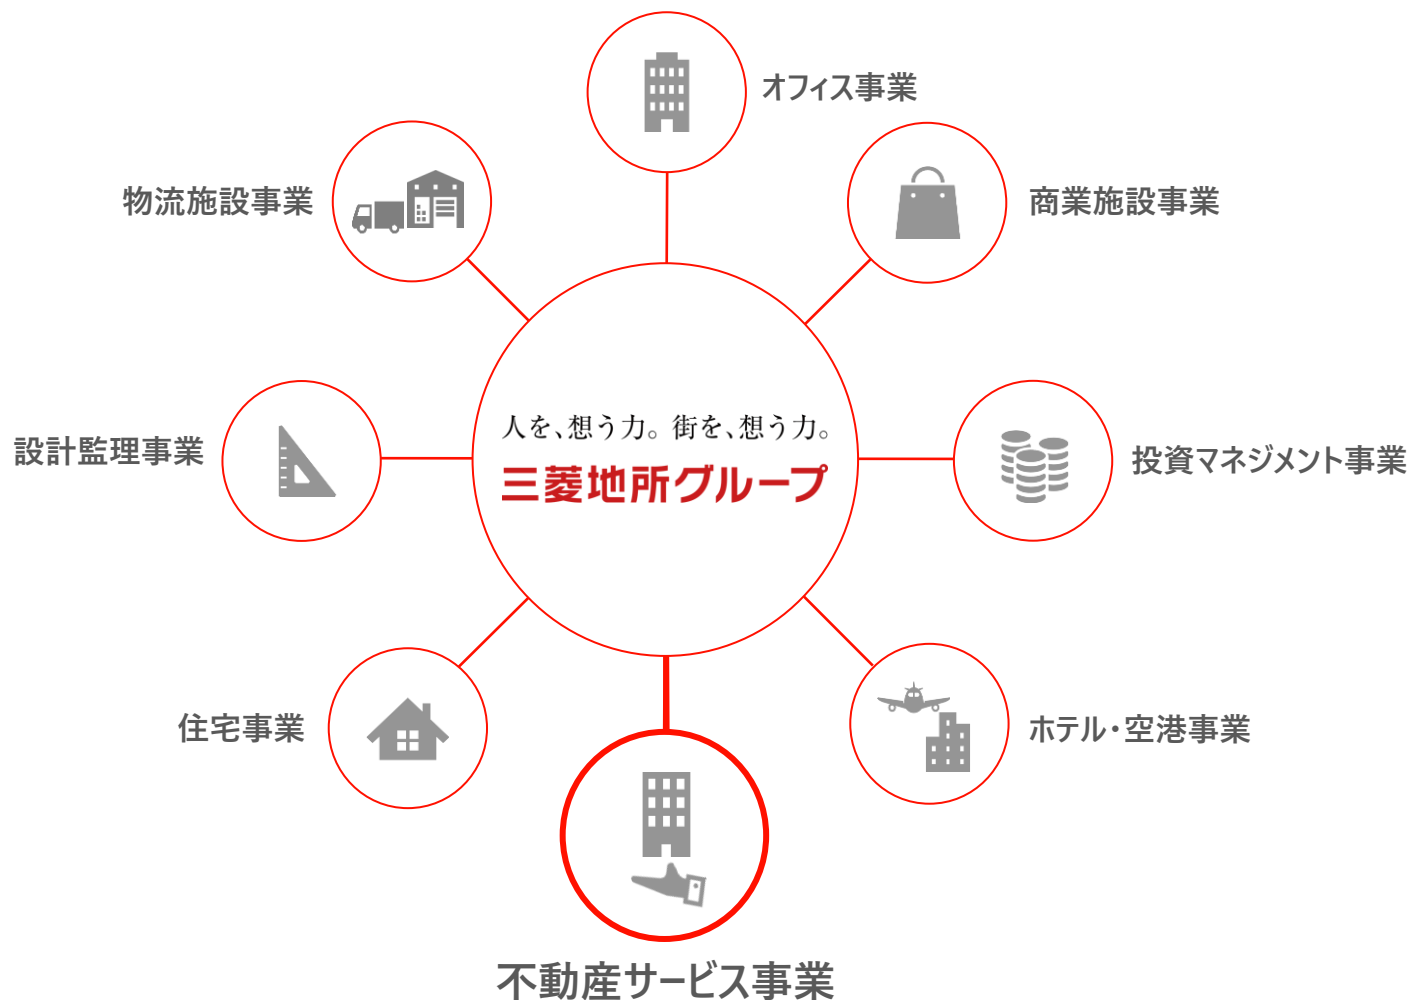 オフィス事業
物流施設事業
商業施設事業
人を、想う力。街を、想う力。
三菱地所グループ
設計監理事業
投資マネジメント事業
住宅事業
ホテル・空港事業
不動産サービス事業